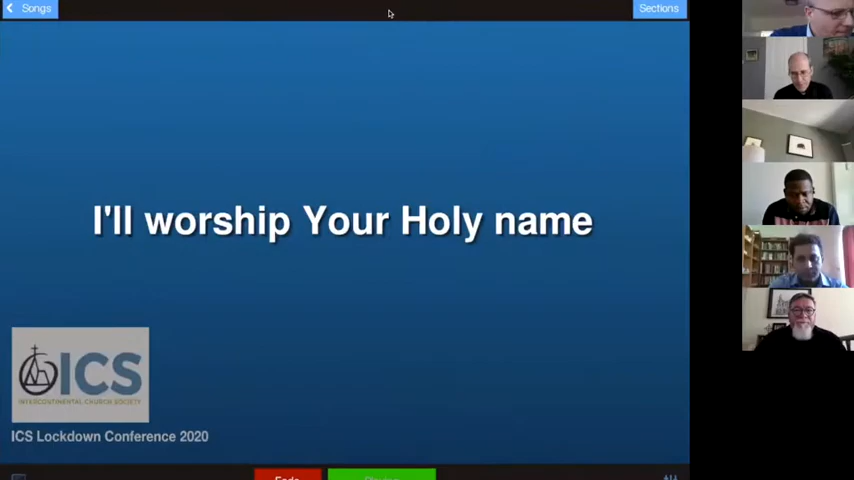 Songs
Sections
I'll worship Your Holy name
ICS
INTERCONTINENTAL CHURCH SOCIETY
ICS Lockdown Conference 2020